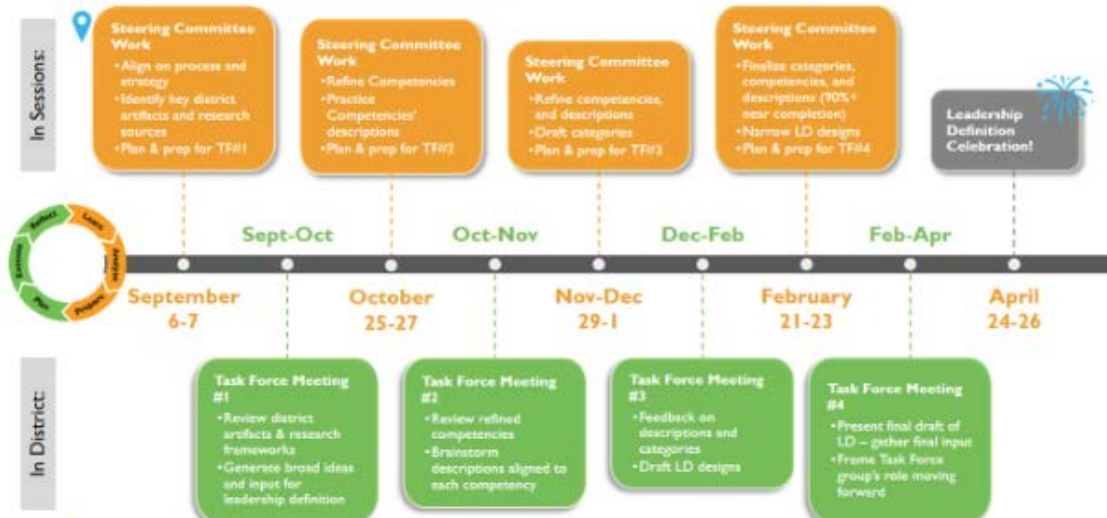 In Sessions:
Steering Committee
Work
•Align on process and
strategy
•Identify key district
artifacts and research
sources
•Plan & prep for TF#1
Steering Committee
Work
•Refine Competencies
•Practice
Competencies'
descriptions
•Plan & prep for TF#2
Steering Committee
Work
•Refine competencies,
and descriptions
•Draft categories
•Plan & prep for TF#3
Steering Committee
Work
•Finalize categories,
competencies, and
descriptions (90%+
near completion)
•Narrow LD designs
•Plan & prep for TF#4
Leadership
Definition
Celebration!
Reflect
Learn
Execute
Analyze
Plan
Prepare
Sept-Oct
Oct-Nov
Dec-Feb
Feb-Apr
September
6-7
October
25-27
Nov-Dec
29-1
February
21-23
April
24-26
In District:
Task Force Meeting
#1
•Review district
artifacts & research
frameworks
•Generate broad ideas
and input for
leadership definition
Task Force Meeting
#2
•Review refined
competencies
•Brainstorm
descriptions aligned to
each competency
Task Force Meeting
#3
•Feedback on
descriptions and
categories
•Draft LD designs
Task Force Meeting
#4
•Present final draft of
LD – gather final input
•Frame Task Force
group's role moving
forward